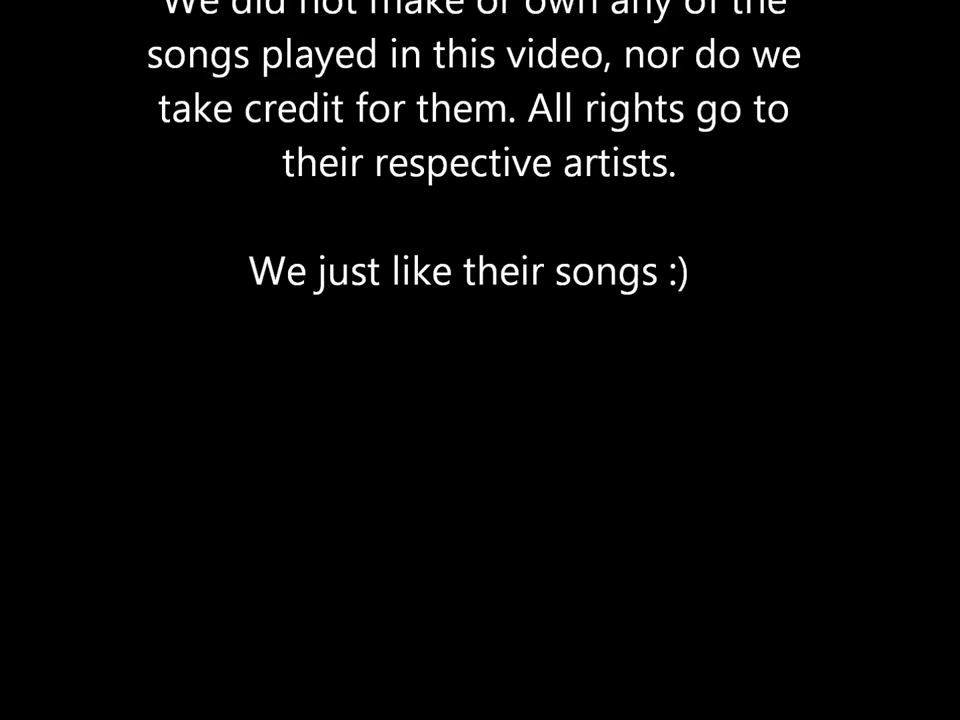 We did not make or own any of the
songs played in this video, nor do we
take credit for them. All rights go to
their respective artists.
We just like their songs :)